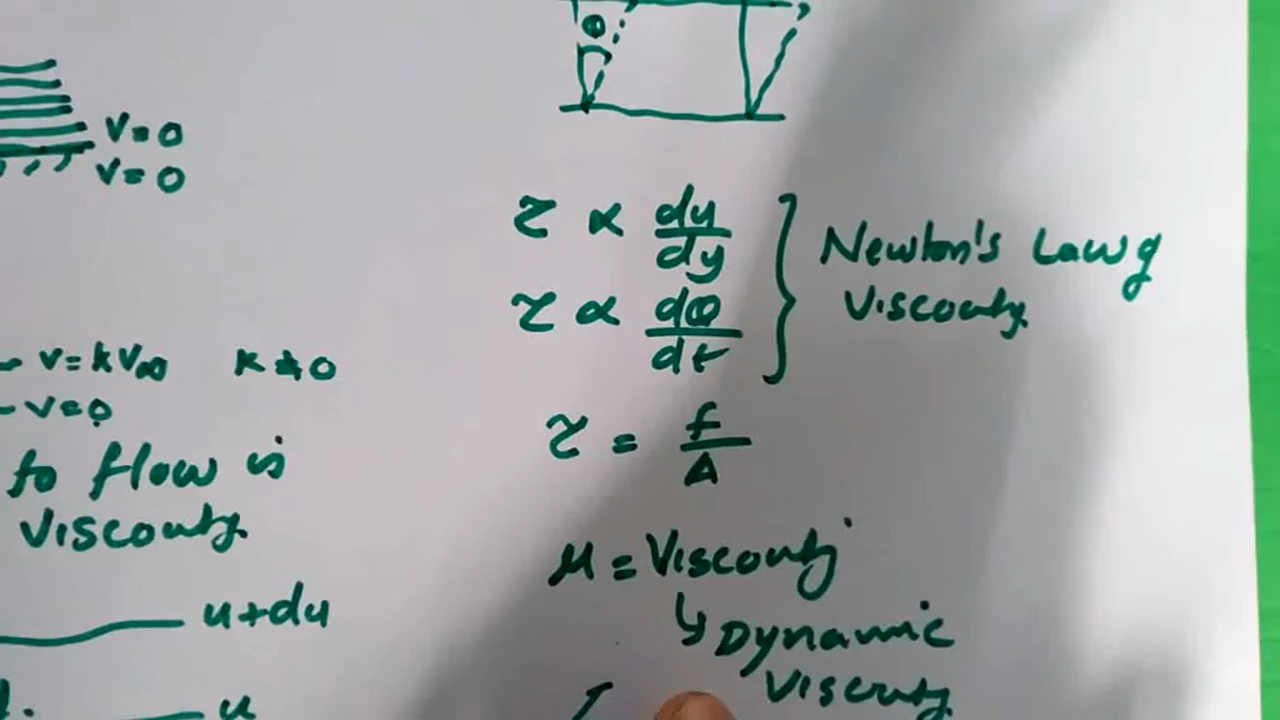 θ
V=0
V=0
τ ∝ du/dy
τ ∝ dθ/dt
Newton's Law of
Viscosity
V=kV∞ k≠0
V=0
τ = f/A
to flow is
Viscosity.
μ = Viscosity
↳ Dynamic
Viscosity
u+du
u